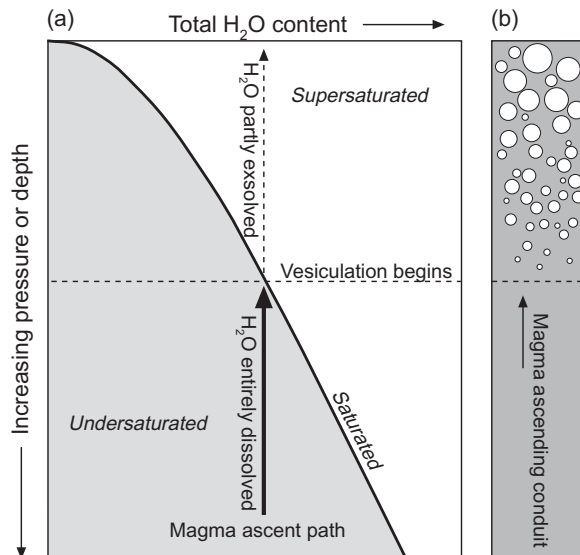 (a)
Total H₂O content
(b)
Increasing pressure or depth
H₂O partly exsolved
Supersaturated
Vesiculation begins
H₂O entirely dissolved
Undersaturated
Saturated
Magma ascent path
Magma ascending conduit